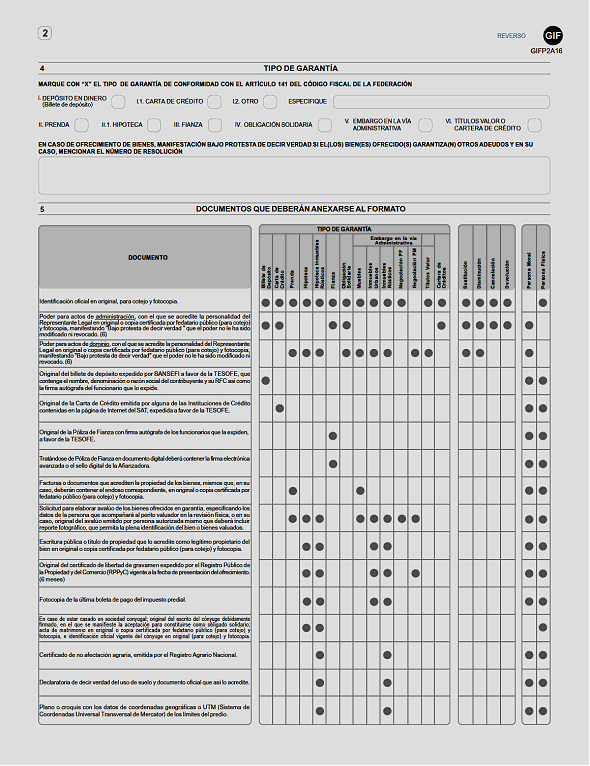 2
REVERSO
GIF
GIFP2A16
4 TIPO DE GARANTÍA
MARQUE CON "X" EL TIPO DE GARANTÍA DE CONFORMIDAD CON EL ARTÍCULO 141 DEL CÓDIGO FISCAL DE LA FEDERACIÓN
I. DEPÓSITO EN DINERO
(Billete de depósito)
I.1. CARTA DE CRÉDITO
I.2. OTRO
ESPECIFIQUE
II. PRENDA
II.1. HIPOTECA
III. FIANZA
IV. OBLIGACIÓN SOLIDARIA
V. EMBARGO EN LA VÍA
ADMINISTRATIVA
VI. TÍTULOS VALOR O
CARTERA DE CRÉDITO
EN CASO DE OFRECIMIENTO DE BIENES, MANIFESTACIÓN BAJO PROTESTA DE DECIR VERDAD SI EL(LOS) BIEN(ES) OFRECIDO(S) GARANTIZA(N) OTROS ADEUDOS Y EN SU
CASO, MENCIONAR EL NÚMERO DE RESOLUCIÓN
5 DOCUMENTOS QUE DEBERÁN ANEXARSE AL FORMATO
DOCUMENTO
TIPO DE GARANTÍA
Embargo en la vía
Administrativa
Billete de
Depósito
Carta de
Crédito
Prenda
Hipoteca
Hipoteca Inmuebles
Rústicos
Fianza
Obligación
Solidaria
Muebles
Inmuebles
Urbanos
Inmuebles
Rústicos
Negociación PF
Negociación PM
Títulos Valor
Cartera de
Créditos
Sustitución
Disminución
Cancelación
Devolución
Persona Moral
Persona Física
Identificación oficial en original, para cotejo y fotocopia.
Poder para actos de administración, con el que se acredite la personalidad del
Representante Legal en original o copia certificada por fedatario público (para cotejo)
y fotocopia, manifestando "Bajo protesta de decir verdad" que el poder no le ha sido
modificado ni revocado. (6)
Poder para actos de dominio, con el que se acredite la personalidad del Representante
Legal en original o copia certificada por fedatario público (para cotejo) y fotocopia,
manifestando "Bajo protesta de decir verdad" que el poder no le ha sido modificado ni
revocado. (6)
Original del billete de depósito expedido por BANSEFI a favor de la TESOFE, que
contenga el nombre, denominación o razón social del contribuyente y su RFC así como
la firma autógrafa del funcionario que lo expide.
Original de la Carta de Crédito emitida por alguna de las Instituciones de Crédito
contenidas en la página de Internet del SAT, expedida a favor de la TESOFE.
Original de la Póliza de Fianza con firma autógrafa de los funcionarios que la expiden,
a favor de la TESOFE.
Tratándose de Póliza de Fianza en documento digital deberá contener la firma electrónica
avanzada o el sello digital de la Afianzadora.
Facturas o documentos que acrediten la propiedad de los bienes, mismos que, en su
caso, deberán contener el endoso correspondiente, en original o copia certificada por
fedatario público (para cotejo) y fotocopia.
Solicitud para elaborar avalúo de los bienes ofrecidos en garantía, especificando los
datos de la persona que acompañará al perito valuador en la revisión física, o en su
caso, original del avalúo emitido por persona autorizada mismo que deberá incluir
reporte fotográfico, que permita la plena identificación del bien o bienes valuados.
Escritura pública o título de propiedad que lo acredite como legítimo propietario del
bien en original o copia certificada por fedatario público (para cotejo) y fotocopia.
Original del certificado de libertad de gravamen expedido por el Registro Público de
la Propiedad y del Comercio (RPPyC) vigente a la fecha de presentación del ofrecimiento.
(6 meses)
Fotocopia de la última boleta de pago del impuesto predial.
En caso de estar casado en sociedad conyugal; original del escrito del cónyuge debidamente
firmado, en el que se manifieste la aceptación para constituirse como obligado solidario;
acta de matrimonio en original o copia certificada por fedatario público (para cotejo) y
fotocopia, e identificación oficial vigente del cónyuge en original (para cotejo) y fotocopia.
Certificado de no afectación agraria, emitida por el Registro Agrario Nacional.
Declaratoria de decir verdad del uso de suelo y documento oficial que así lo acredite.
Plano o croquis con los datos de coordenadas geográficas o UTM (Sistema de
Coordenadas Universal Transversal de Mercator) de los límites del predio.